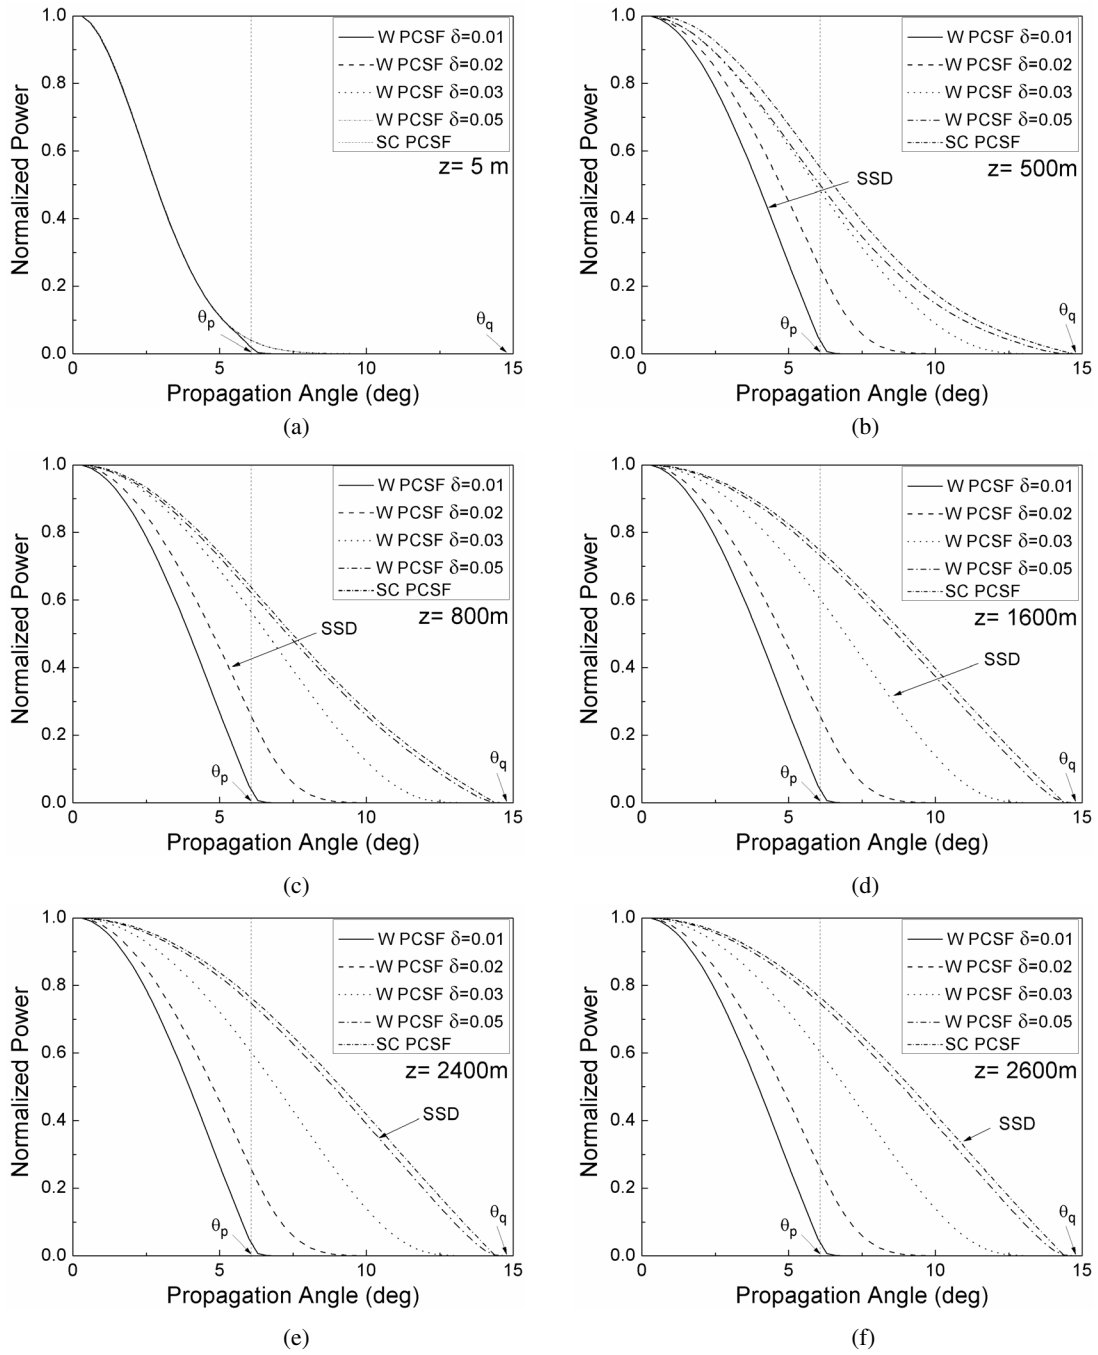 1.0
0.8
0.6
0.4
0.2
0.0
0
5
10
15
Normalized Power
Propagation Angle (deg)
W PCSF δ=0.01
W PCSF δ=0.02
W PCSF δ=0.03
W PCSF δ=0.05
SC PCSF
z= 5 m
θp
θq
(a)
1.0
0.8
0.6
0.4
0.2
0.0
0
5
10
15
Normalized Power
Propagation Angle (deg)
W PCSF δ=0.01
W PCSF δ=0.02
W PCSF δ=0.03
W PCSF δ=0.05
SC PCSF
z= 500m
SSD
θp
θq
(b)
1.0
0.8
0.6
0.4
0.2
0.0
0
5
10
15
Normalized Power
Propagation Angle (deg)
W PCSF δ=0.01
W PCSF δ=0.02
W PCSF δ=0.03
W PCSF δ=0.05
SC PCSF
z= 800m
SSD
θp
θq
(c)
1.0
0.8
0.6
0.4
0.2
0.0
0
5
10
15
Normalized Power
Propagation Angle (deg)
W PCSF δ=0.01
W PCSF δ=0.02
W PCSF δ=0.03
W PCSF δ=0.05
SC PCSF
z= 1600m
SSD
θp
θq
(d)
1.0
0.8
0.6
0.4
0.2
0.0
0
5
10
15
Normalized Power
Propagation Angle (deg)
W PCSF δ=0.01
W PCSF δ=0.02
W PCSF δ=0.03
W PCSF δ=0.05
SC PCSF
z= 2400m
SSD
θp
θq
(e)
1.0
0.8
0.6
0.4
0.2
0.0
0
5
10
15
Normalized Power
Propagation Angle (deg)
W PCSF δ=0.01
W PCSF δ=0.02
W PCSF δ=0.03
W PCSF δ=0.05
SC PCSF
z= 2600m
SSD
θp
θq
(f)